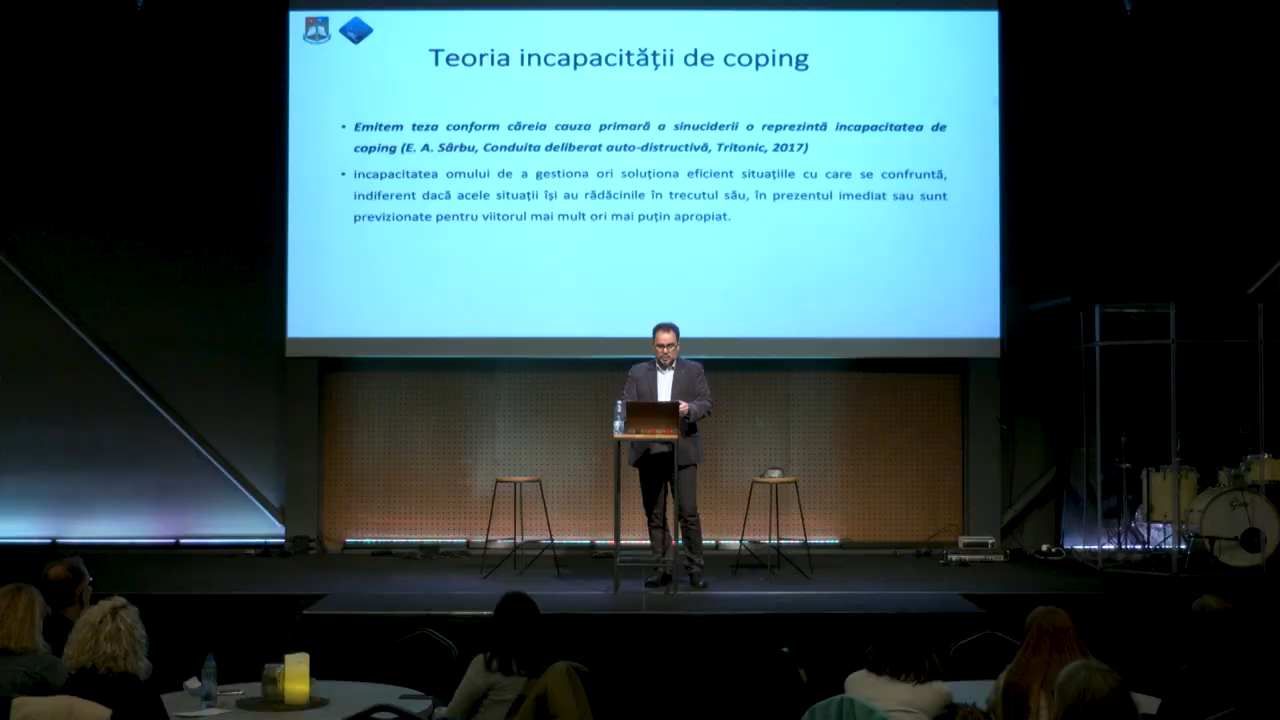 Teoria incapacității de coping
• Emitem teza conform căreia cauza primară a sinuciderii o reprezintă incapacitatea de
coping (E. A. Sârbu, Conduita deliberat auto-distructivă, Tritonic, 2017)
• incapacitatea omului de a gestiona ori soluționa eficient situațiile cu care se confruntă,
indiferent dacă acele situații își au rădăcinile în trecutul său, în prezentul imediat sau sunt
previzionate pentru viitorul mai mult ori mai puțin apropiat.